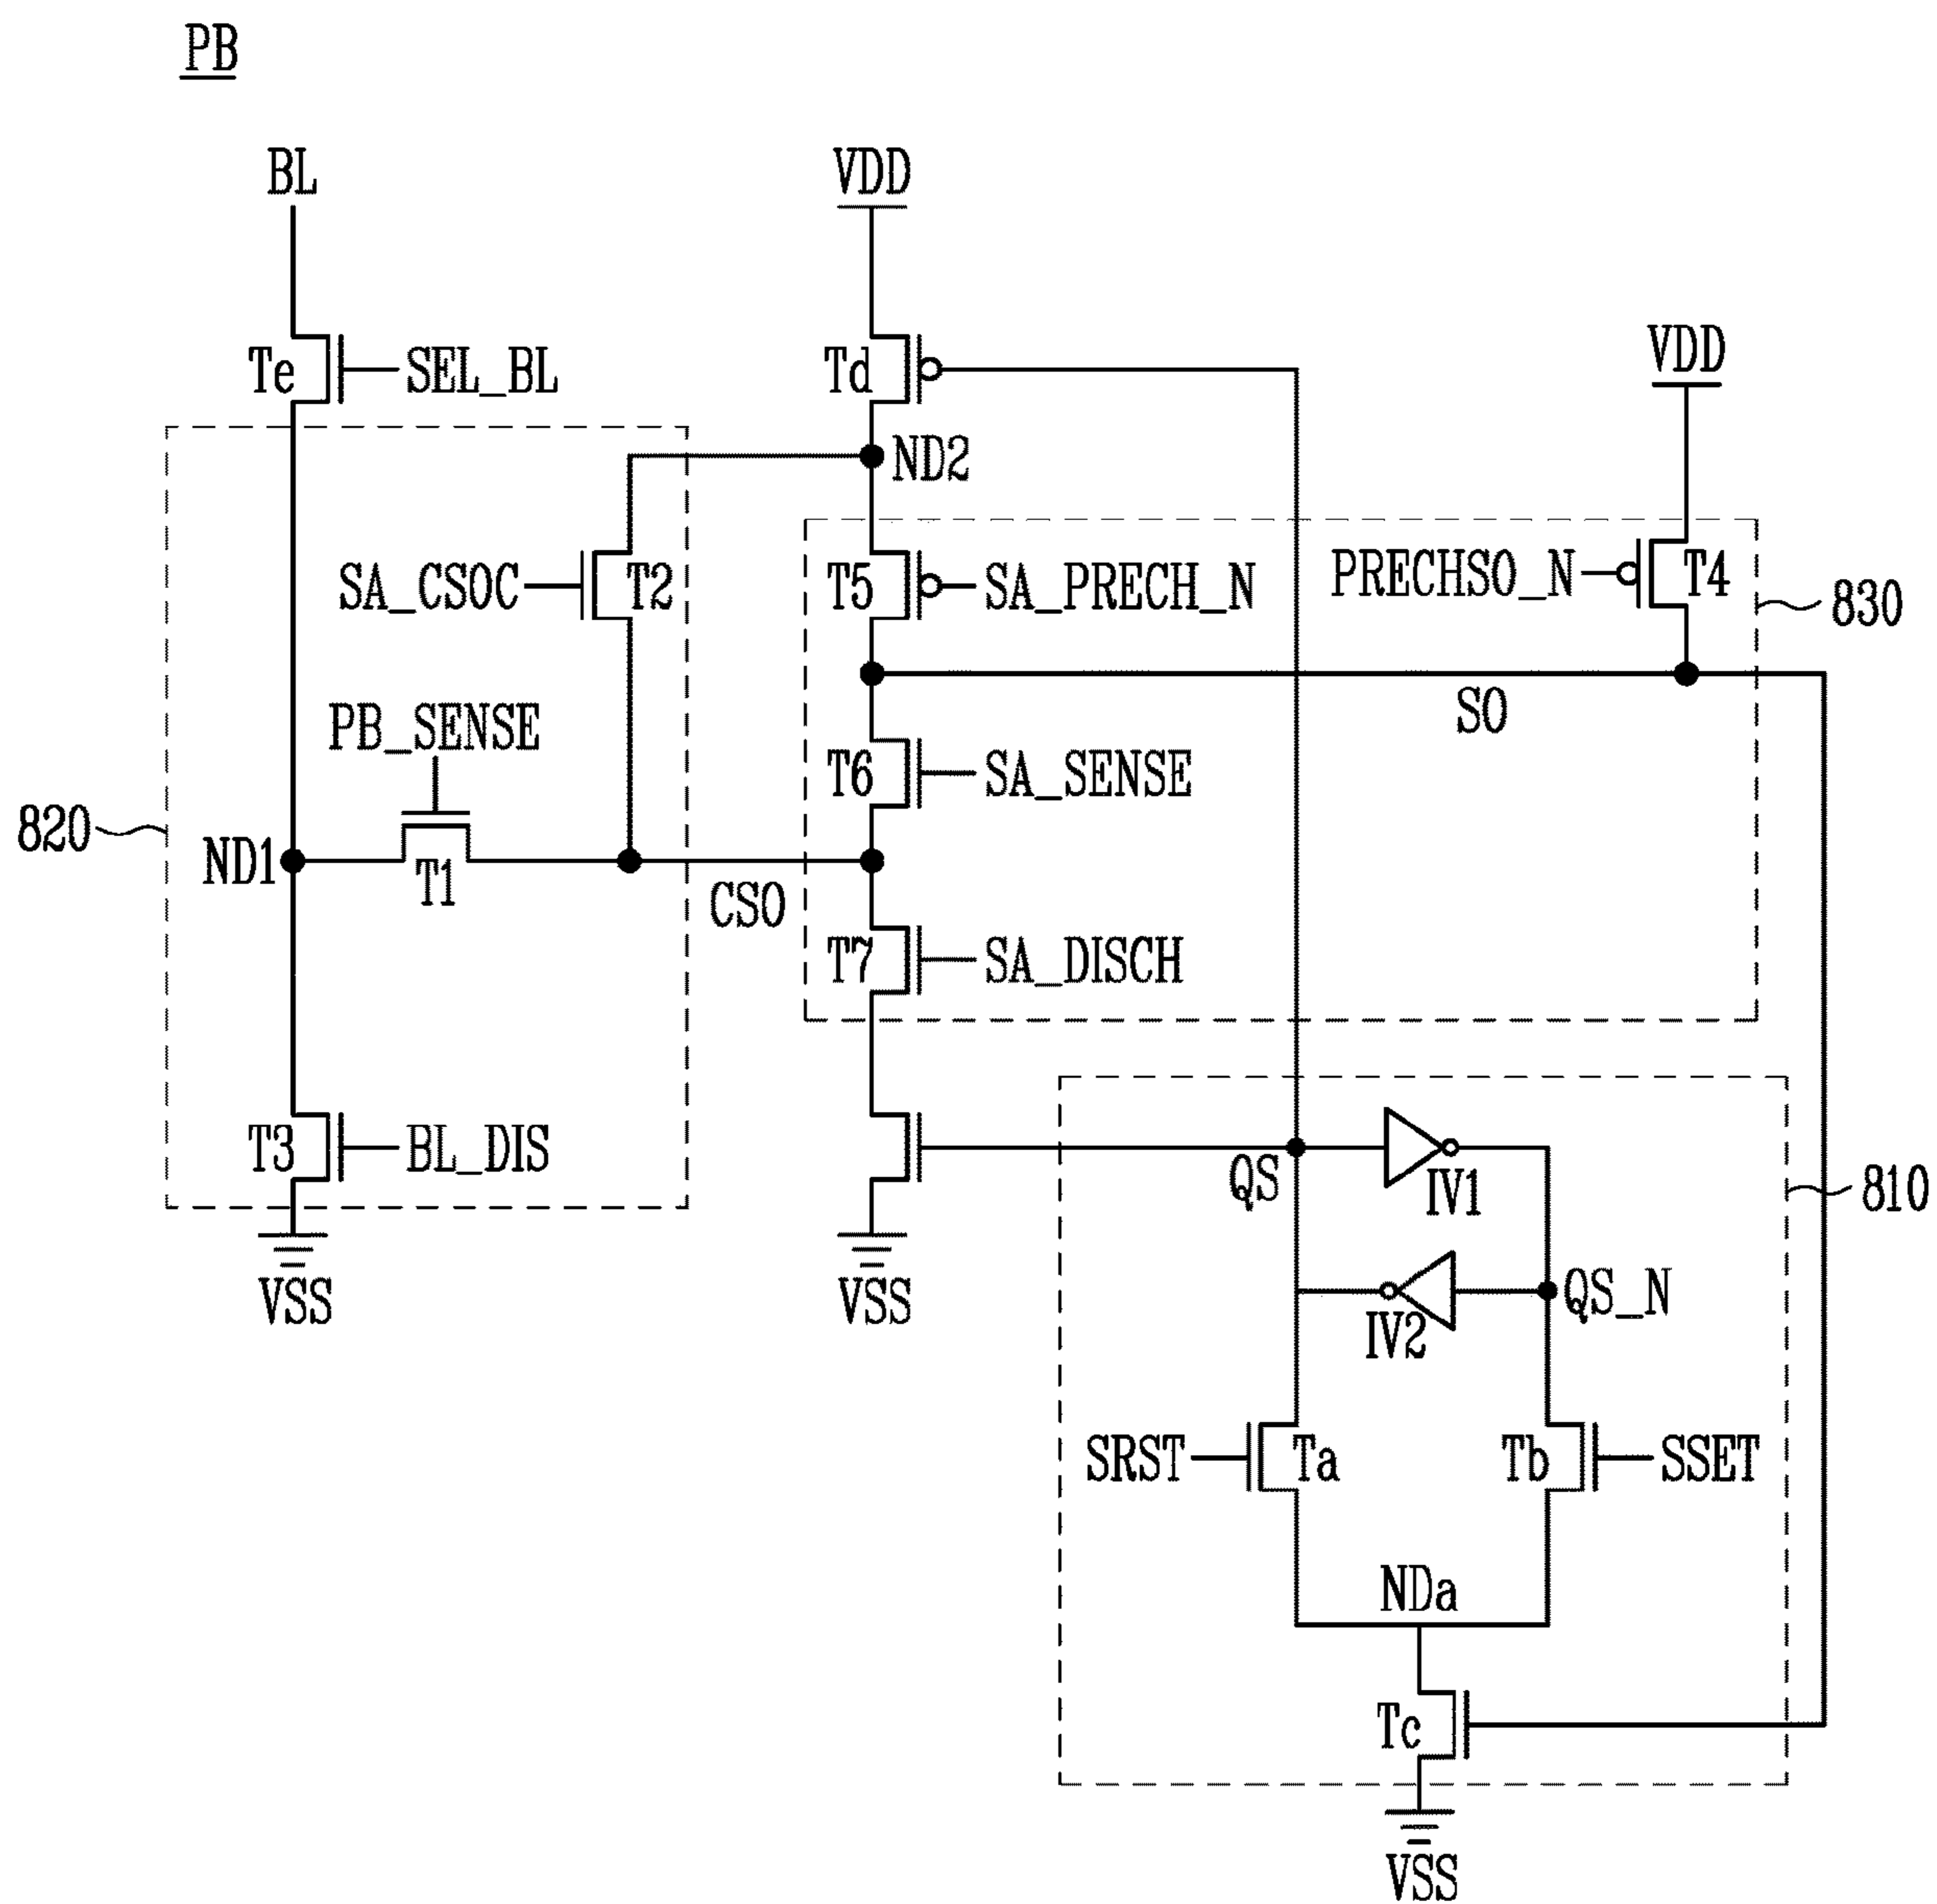 PB
BL
VDD
Te
SEL_BL
Td
VDD
ND2
SA_CSOC
T2
T5
SA_PRECH_N
PRECHSO_N
T4
830
SO
PB_SENSE
T6
SA_SENSE
820
ND1
T1
CSO
T7
SA_DISCH
T3
BL_DIS
QS
IV1
810
VSS
VSS
IV2
QS_N
SRST
Ta
Tb
SSET
NDa
Tc
VSS